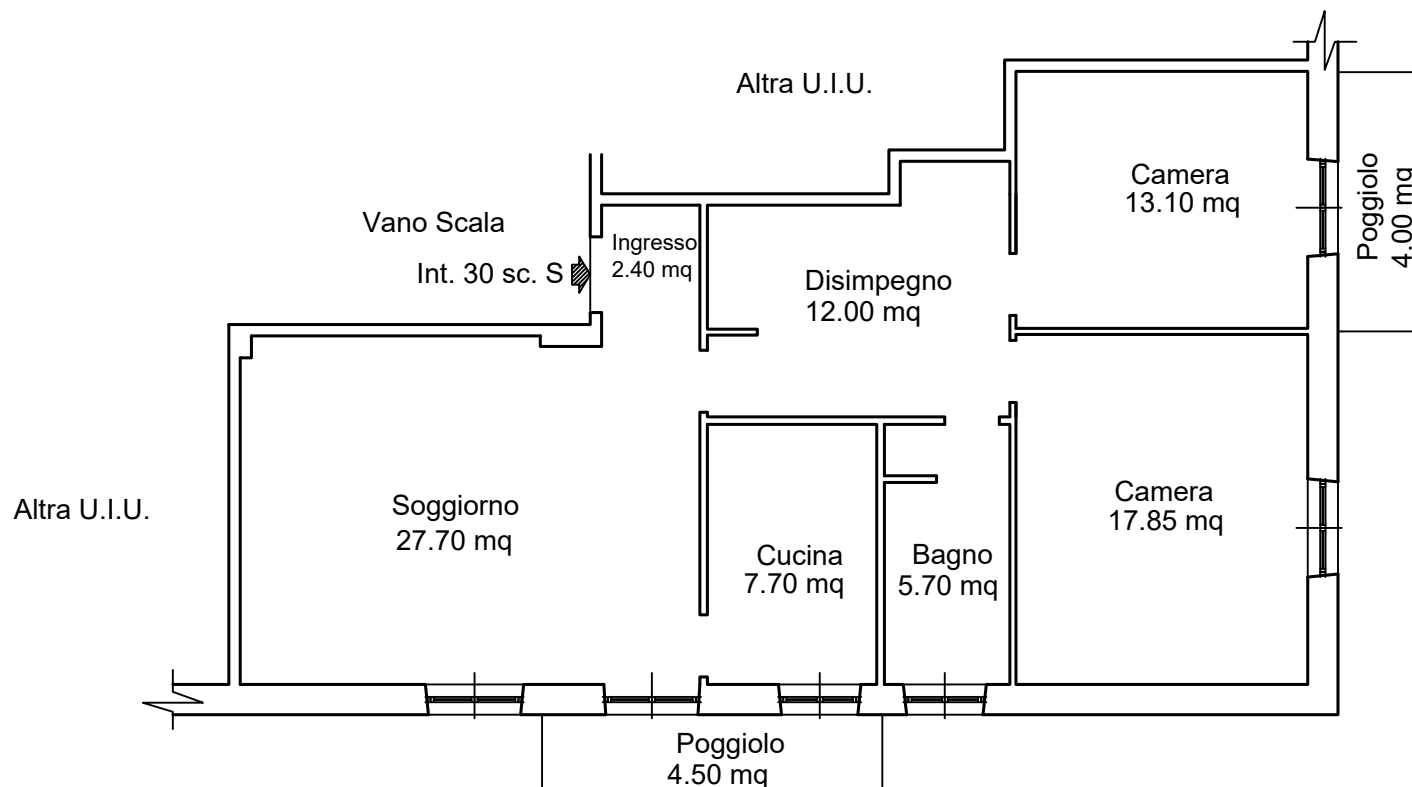 Altra U.I.U.
Camera
13.10 mq
Poggiolo
4.00 mq
Vano Scala
Int. 30 sc. S
Ingresso
2.40 mq
Disimpegno
12.00 mq
Altra U.I.U.
Soggiorno
27.70 mq
Cucina
7.70 mq
Bagno
5.70 mq
Camera
17.85 mq
Poggiolo
4.50 mq